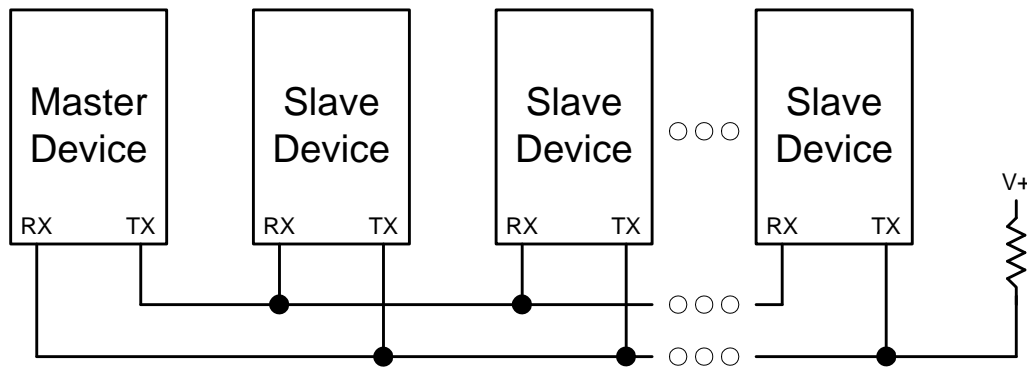 Master
Device
Slave
Device
Slave
Device
Slave
Device
RX TX
RX TX
RX TX
RX TX
V+